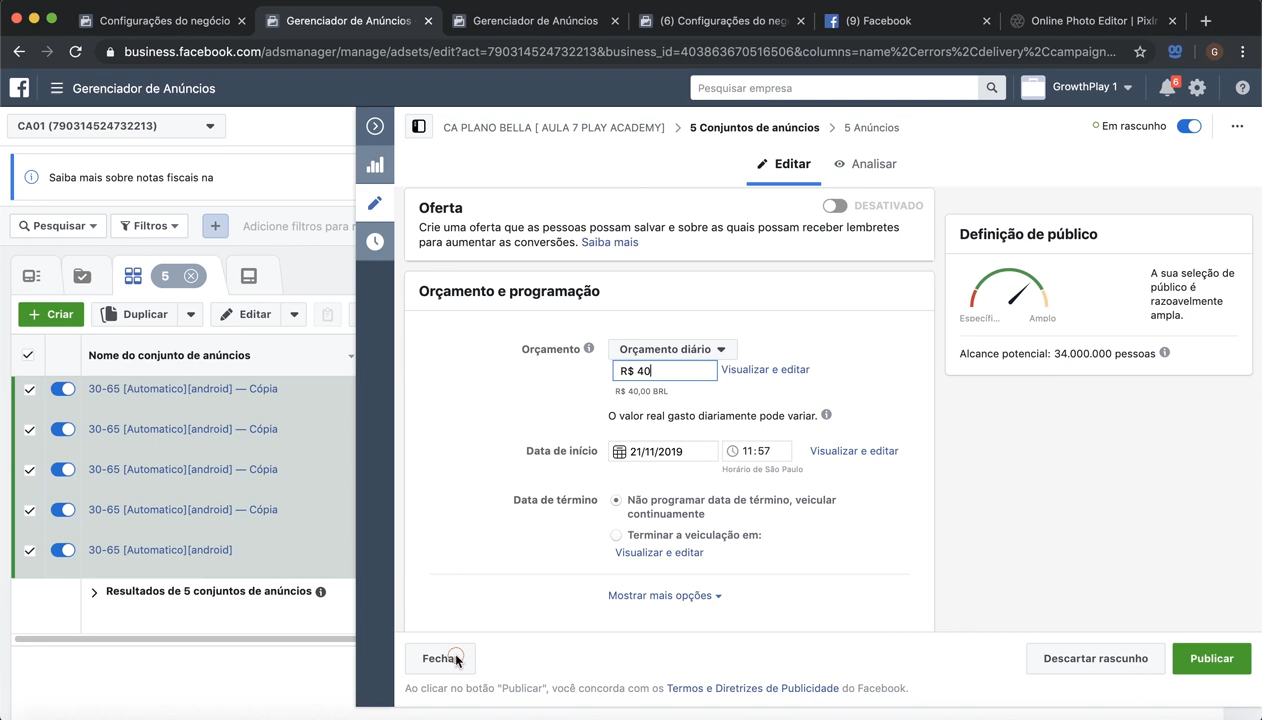 Configurações do negócio
Gerenciador de Anúncios
Gerenciador de Anúncios
(6) Configurações do neg
(9) Facebook
Online Photo Editor | Pixlr
business.facebook.com/adsmanager/manage/adsets/edit?act=790314524732213&business_id=403863670516506&columns=name%2Cerrors%2Cdelivery%2Ccampaign...
G
Gerenciador de Anúncios
Pesquisar empresa
GrowthPlay 1
6
CA01 (790314524732213)
CA PLANO BELLA [ AULA 7 PLAY ACADEMY] > 5 Conjuntos de anúncios > 5 Anúncios
Em rascunho
Editar
Analisar
Saiba mais sobre notas fiscais na
Pesquisar
Filtros
Adicione filtros para
5
Criar
Duplicar
Editar
Nome do conjunto de anúncios
30-65 [Automatico][android] — Cópia
30-65 [Automatico][android] — Cópia
30-65 [Automatico][android] — Cópia
30-65 [Automatico][android] — Cópia
30-65 [Automatico][android]
Resultados de 5 conjuntos de anúncios
Oferta
DESATIVADO
Crie uma oferta que as pessoas possam salvar e sobre as quais possam receber lembretes
para aumentar as conversões. Saiba mais
Orçamento e programação
Orçamento
Orçamento diário
R$ 40
Visualizar e editar
R$ 40,00 BRL
O valor real gasto diariamente pode variar.
Data de início
21/11/2019
11:57
Visualizar e editar
Horário de São Paulo
Data de término
Não programar data de término, veicular
continuamente
Terminar a veiculação em:
Visualizar e editar
Mostrar mais opções
Definição de público
A sua seleção de
público é
razoavelmente
ampla.
Específi...
Amplo
Alcance potencial: 34.000.000 pessoas
Fechar
Descartar rascunho
Publicar
Ao clicar no botão "Publicar", você concorda com os Termos e Diretrizes de Publicidade do Facebook.